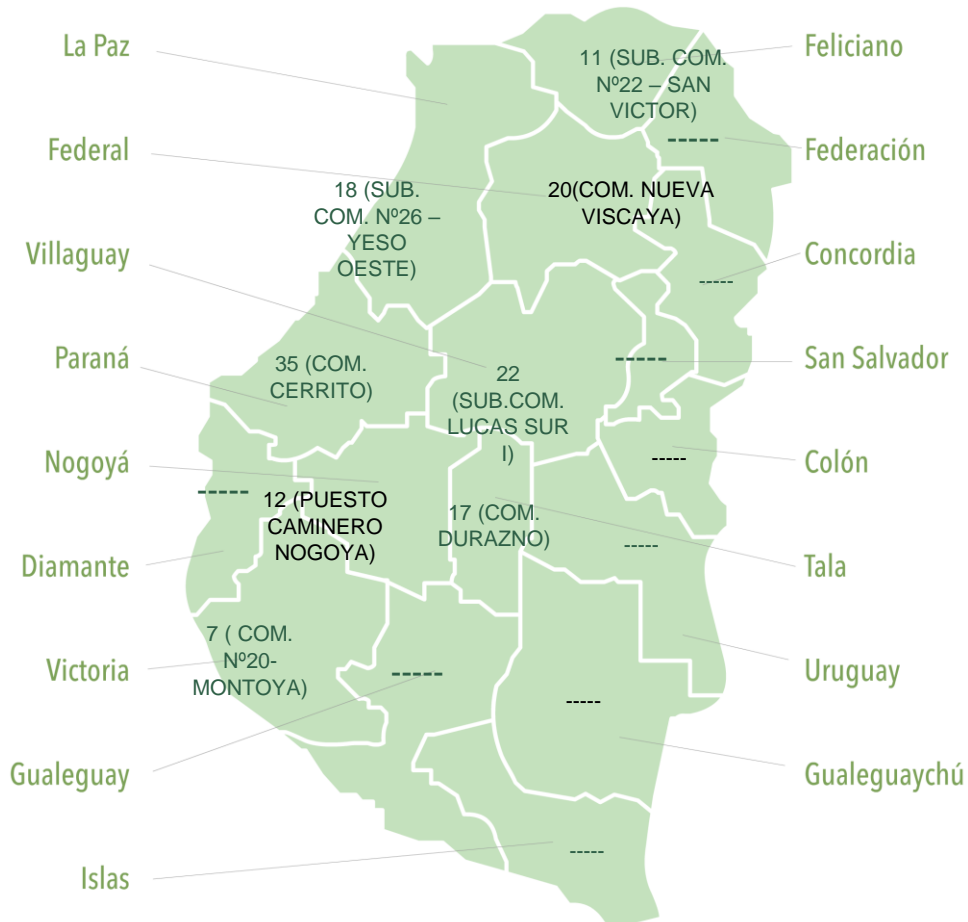 La Paz
Feliciano
11 (SUB. COM.
Nº22 – SAN
VICTOR)
Federal
Federación
-----
18 (SUB.
COM. Nº26 –
YESO
OESTE)
20(COM. NUEVA
VISCAYA)
Villaguay
Concordia
-----
Paraná
35 (COM.
CERRITO)
San Salvador
-----
22
(SUB.COM.
LUCAS SUR
I)
Nogoyá
Colón
-----
-----
12 (PUESTO
CAMINERO
NOGOYA)
17 (COM.
DURAZNO)
-----
Diamante
Tala
7 ( COM.
Nº20-
MONTOYA)
Victoria
Uruguay
-----
-----
Gualeguay
Gualeguaychú
-----
Islas